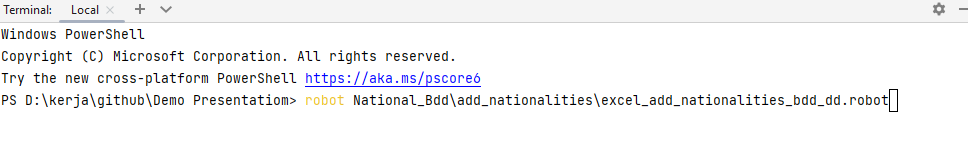 Terminal: Local
Windows PowerShell
Copyright (C) Microsoft Corporation. All rights reserved.
Try the new cross-platform PowerShell https://aka.ms/pscore6
PS D:\kerja\github\Demo Presentatiom> robot National_Bdd\add_nationalities\excel_add_nationalities_bdd_dd.robot